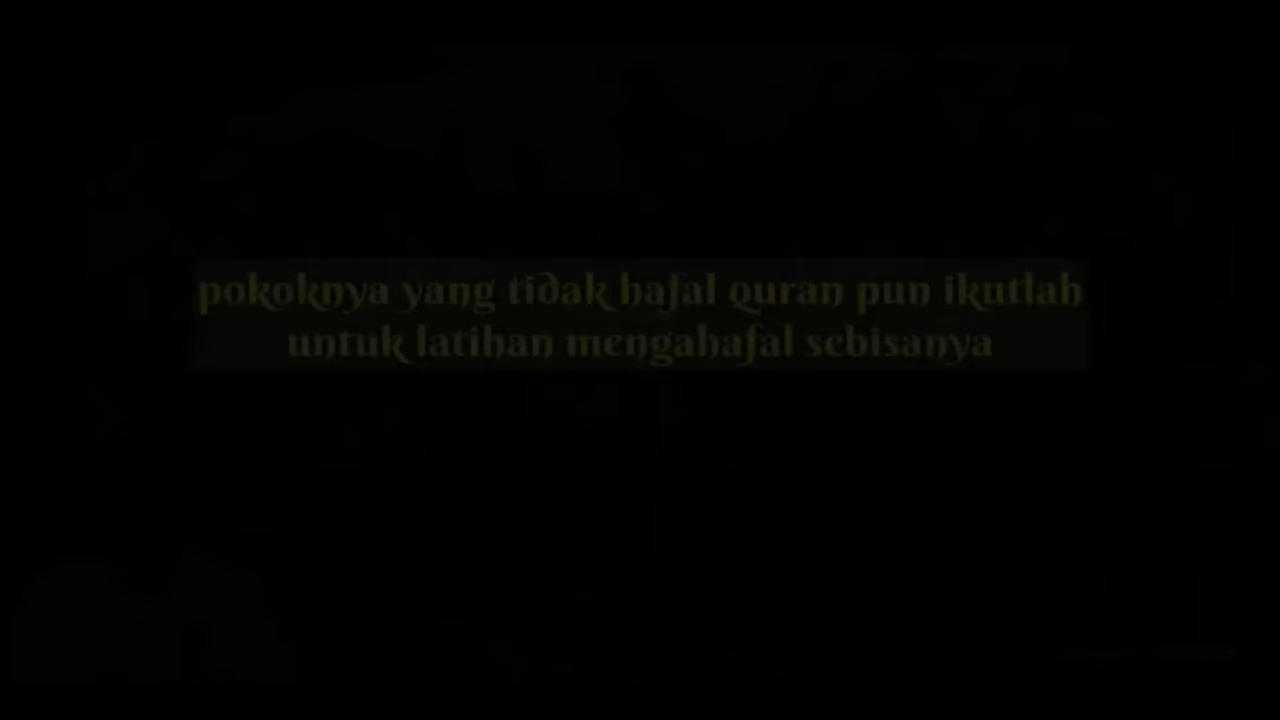 pokoknya yang tidak hafal quran pun ikutlah
untuk latihan mengahafal sebisanya